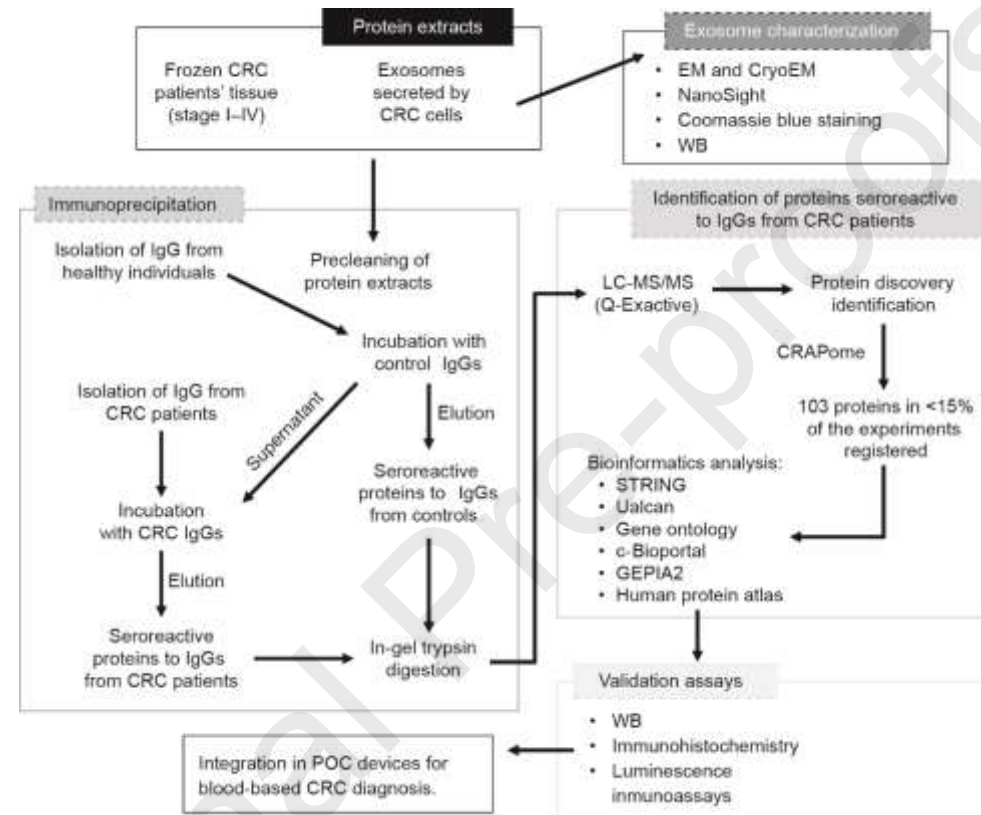 Protein extracts
Frozen CRC
patients' tissue
(stage I–IV)
Exosomes
secreted by
CRC cells
Exosome characterization
• EM and CryoEM
• NanoSight
• Coomassie blue staining
• WB
Immunoprecipitation
Isolation of IgG from
healthy individuals
Precleaning of
protein extracts
Incubation with
control IgGs
Isolation of IgG from
CRC patients
Supernatant
Elution
Seroreactive
proteins to IgGs
from controls
Incubation
with CRC IgGs
Elution
Seroreactive
proteins to IgGs
from CRC patients
In-gel trypsin
digestion
Identification of proteins seroreactive
to IgGs from CRC patients
LC-MS/MS
(Q-Exactive)
Protein discovery
identification
CRAPome
103 proteins in <15%
of the experiments
registered
Bioinformatics analysis:
• STRING
• Ualcan
• Gene ontology
• c-Bioportal
• GEPIA2
• Human protein atlas
Validation assays
• WB
• Immunohistochemistry
• Luminescence
inmunoassays
Integration in POC devices for
blood-based CRC diagnosis.
nal Pre-proofs